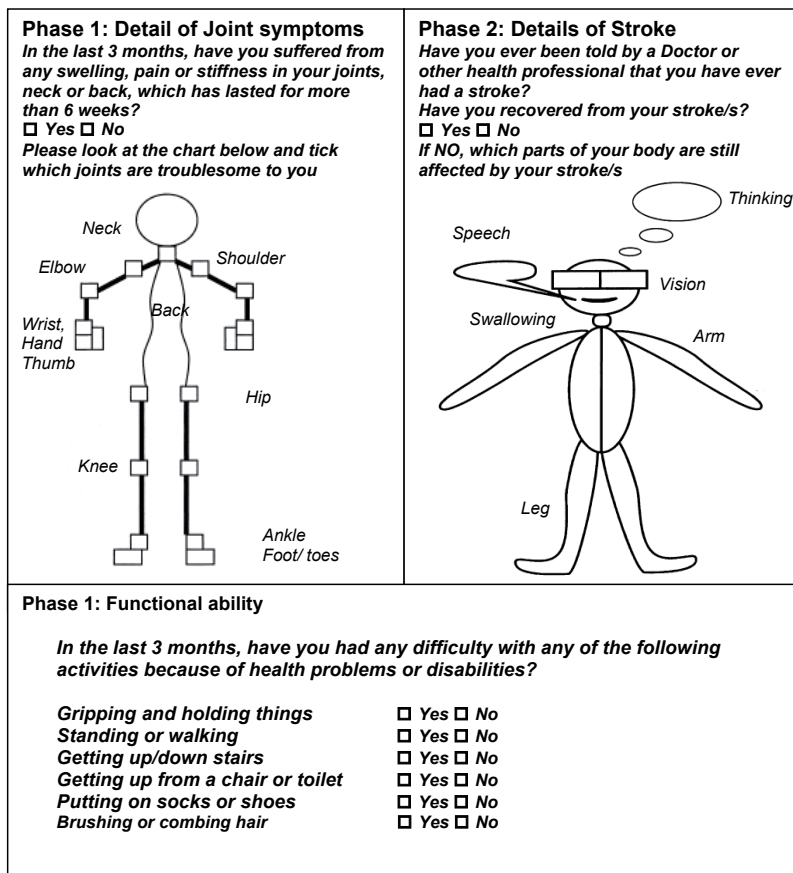 Phase 1: Detail of Joint symptoms
In the last 3 months, have you suffered from
any swelling, pain or stiffness in your joints,
neck or back, which has lasted for more
than 6 weeks?
☐ Yes ☐ No
Please look at the chart below and tick
which joints are troublesome to you
Neck
Shoulder
Elbow
Back
Wrist,
Hand
Thumb
Hip
Knee
Ankle
Foot/ toes
Phase 2: Details of Stroke
Have you ever been told by a Doctor or
other health professional that you have ever
had a stroke?
Have you recovered from your stroke/s?
☐ Yes ☐ No
If NO, which parts of your body are still
affected by your stroke/s
Thinking
Speech
Vision
Swallowing
Arm
Leg
Phase 1: Functional ability
In the last 3 months, have you had any difficulty with any of the following
activities because of health problems or disabilities?
Gripping and holding things ☐ Yes ☐ No
Standing or walking ☐ Yes ☐ No
Getting up/down stairs ☐ Yes ☐ No
Getting up from a chair or toilet ☐ Yes ☐ No
Putting on socks or shoes ☐ Yes ☐ No
Brushing or combing hair ☐ Yes ☐ No